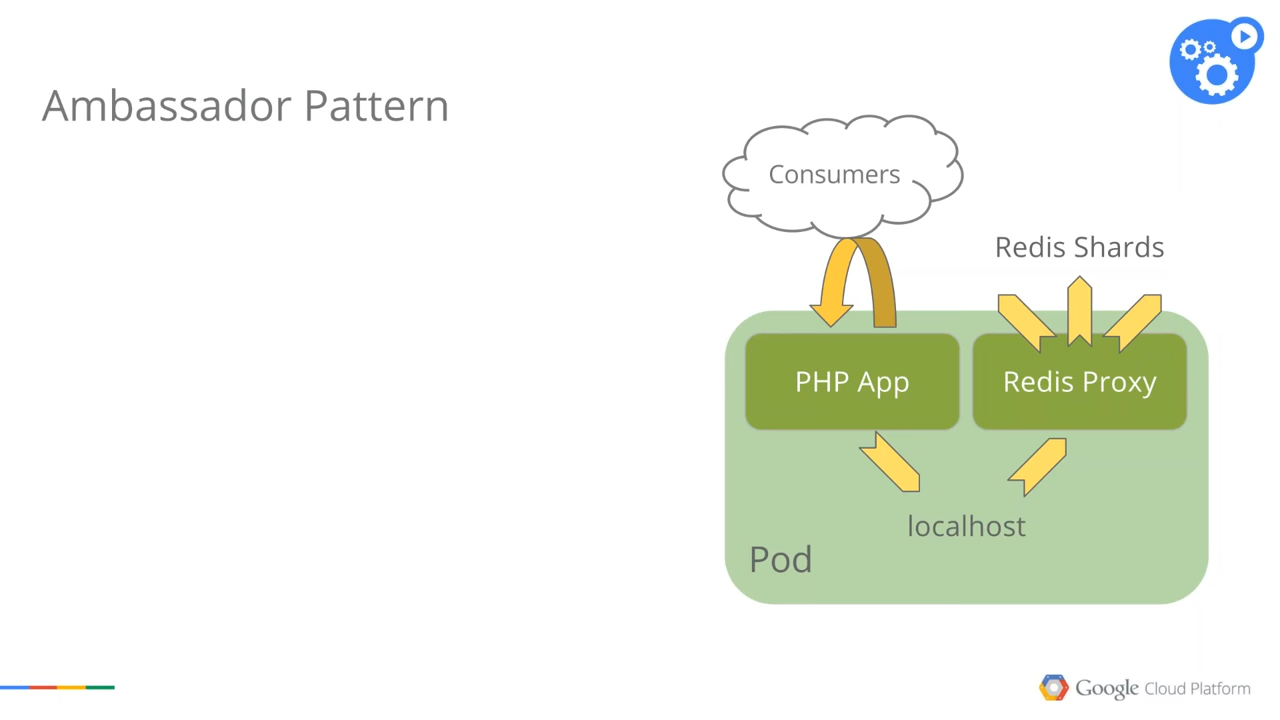 Ambassador Pattern
Consumers
Redis Shards
PHP App
Redis Proxy
localhost
Pod
Google Cloud Platform